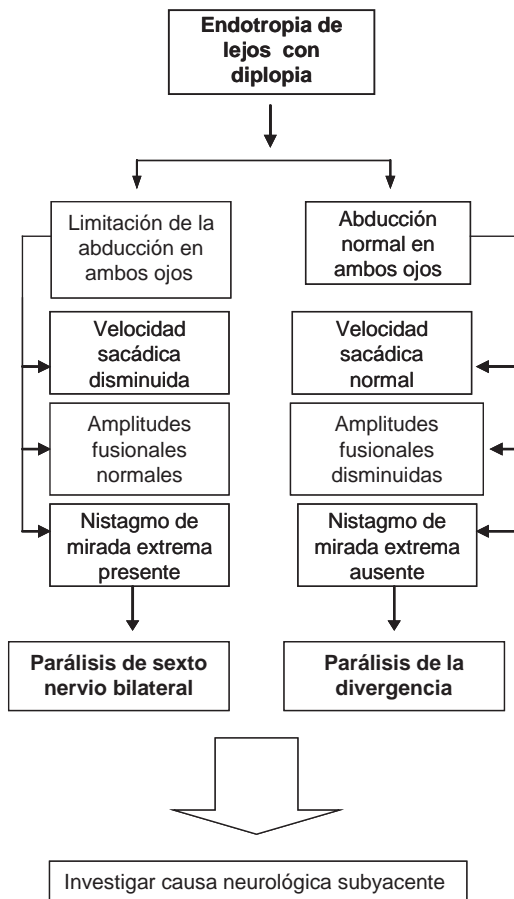 Endotropia de
lejos con
diplopia
Limitación de la
abducción en
ambos ojos
Abducción
normal en
ambos ojos
Velocidad
sacádica
disminuida
Velocidad
sacádica
normal
Amplitudes
fusionales
normales
Amplitudes
fusionales
disminuidas
Nistagmo de
mirada extrema
presente
Nistagmo de
mirada extrema
ausente
Parálisis de sexto
nervio bilateral
Parálisis de la
divergencia
Investigar causa neurológica subyacente